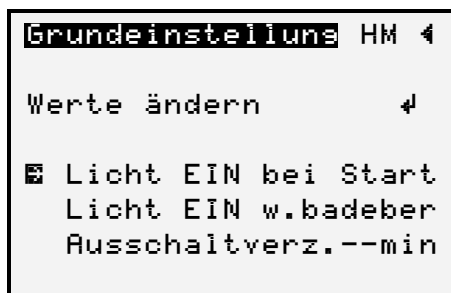 Grundeinstellung HM
Werte ändern
Licht EIN bei Start
Licht EIN w.badeber
Ausschaltverz.--min